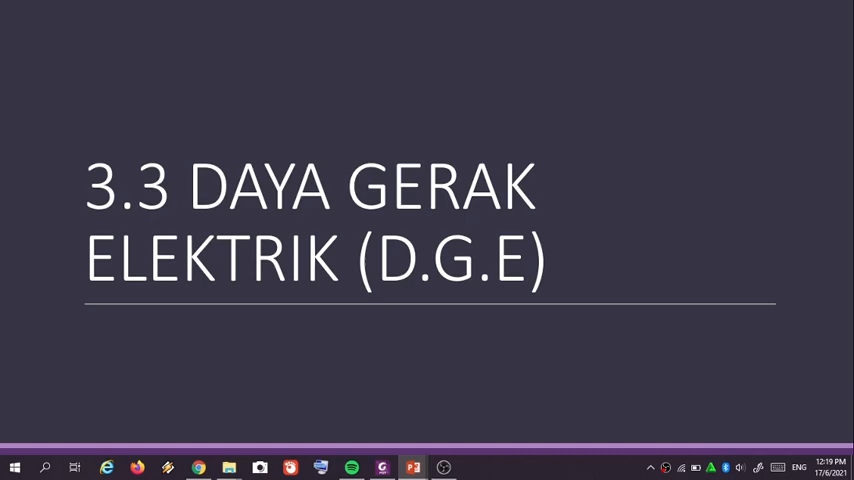 3.3 DAYA GERAK
ELEKTRIK (D.G.E)
ENG
12:19 PM
17/6/2021